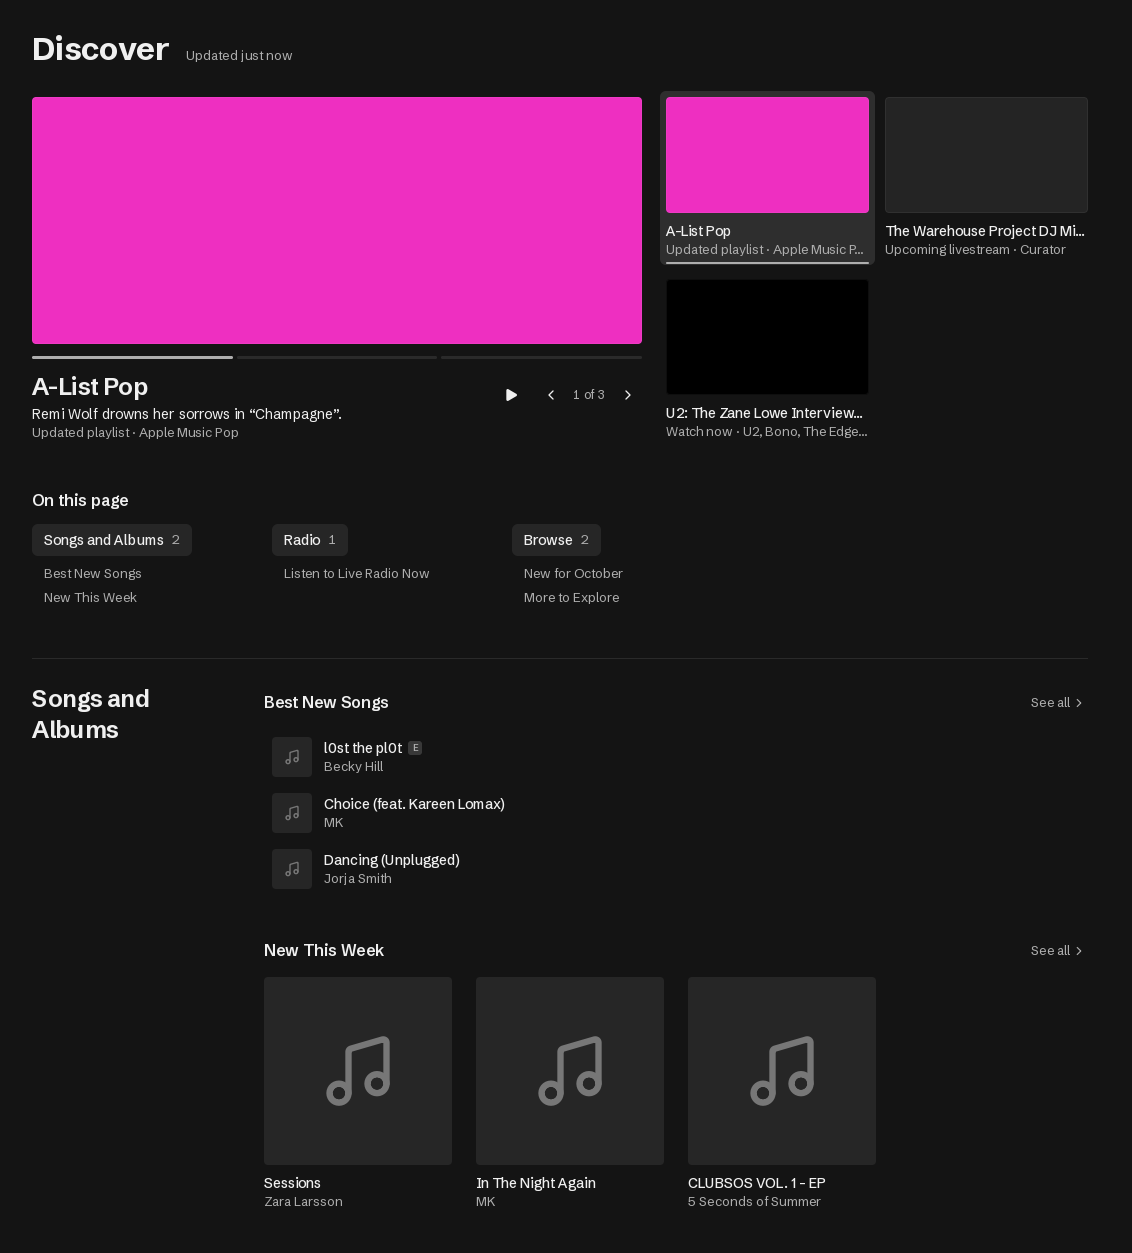 Discover
Updated just now
A-List Pop
Remi Wolf drowns her sorrows in “Champagne”.
Updated playlist · Apple Music Pop
1 of 3
A-List Pop
Updated playlist · Apple Music P...
The Warehouse Project DJ Mi...
Upcoming livestream · Curator
U2: The Zane Lowe Interview...
Watch now · U2, Bono, The Edge...
On this page
Songs and Albums 2
Best New Songs
New This Week
Radio 1
Listen to Live Radio Now
Browse 2
New for October
More to Explore
Songs and
Albums
Best New Songs
See all
l0st the pl0t E
Becky Hill
Choice (feat. Kareen Lomax)
MK
Dancing (Unplugged)
Jorja Smith
New This Week
See all
Sessions
Zara Larsson
In The Night Again
MK
CLUBSOS VOL. 1 - EP
5 Seconds of Summer